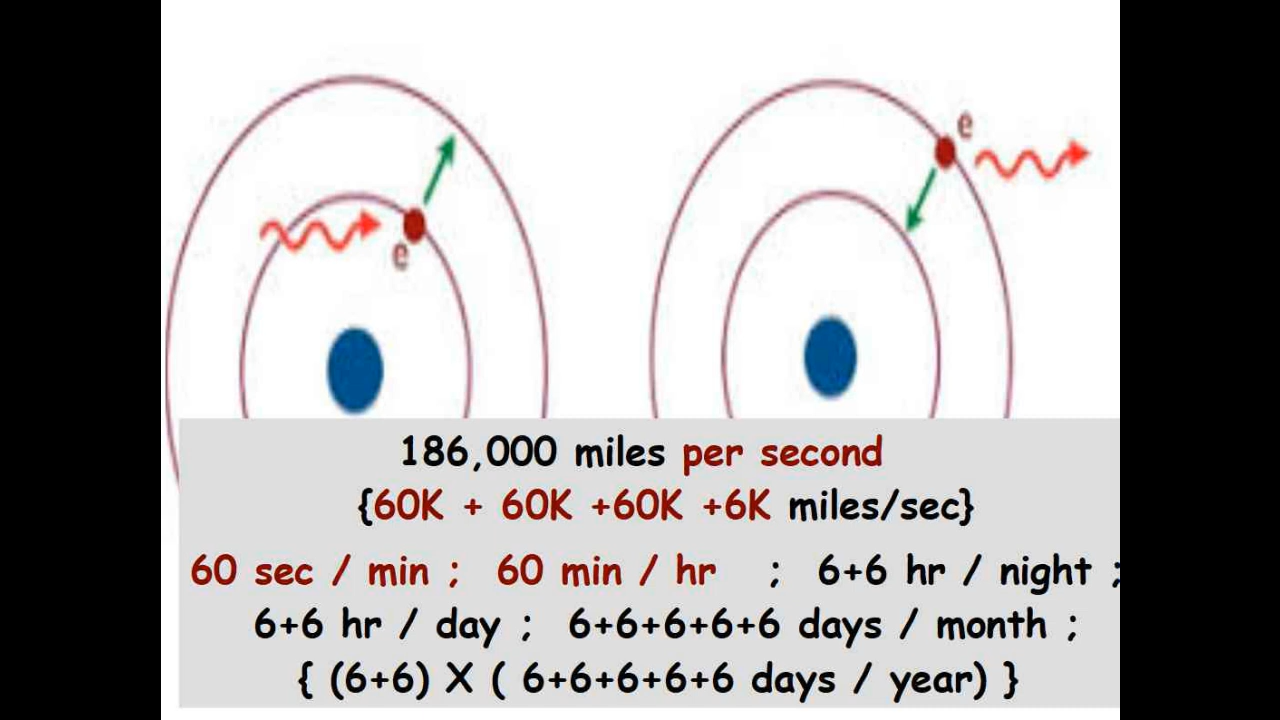 e
e
186,000 miles per second
{60K + 60K +60K +6K miles/sec}
60 sec / min ; 60 min / hr ; 6+6 hr / night ;
6+6 hr / day ; 6+6+6+6+6 days / month ;
{ (6+6) X ( 6+6+6+6+6 days / year) }